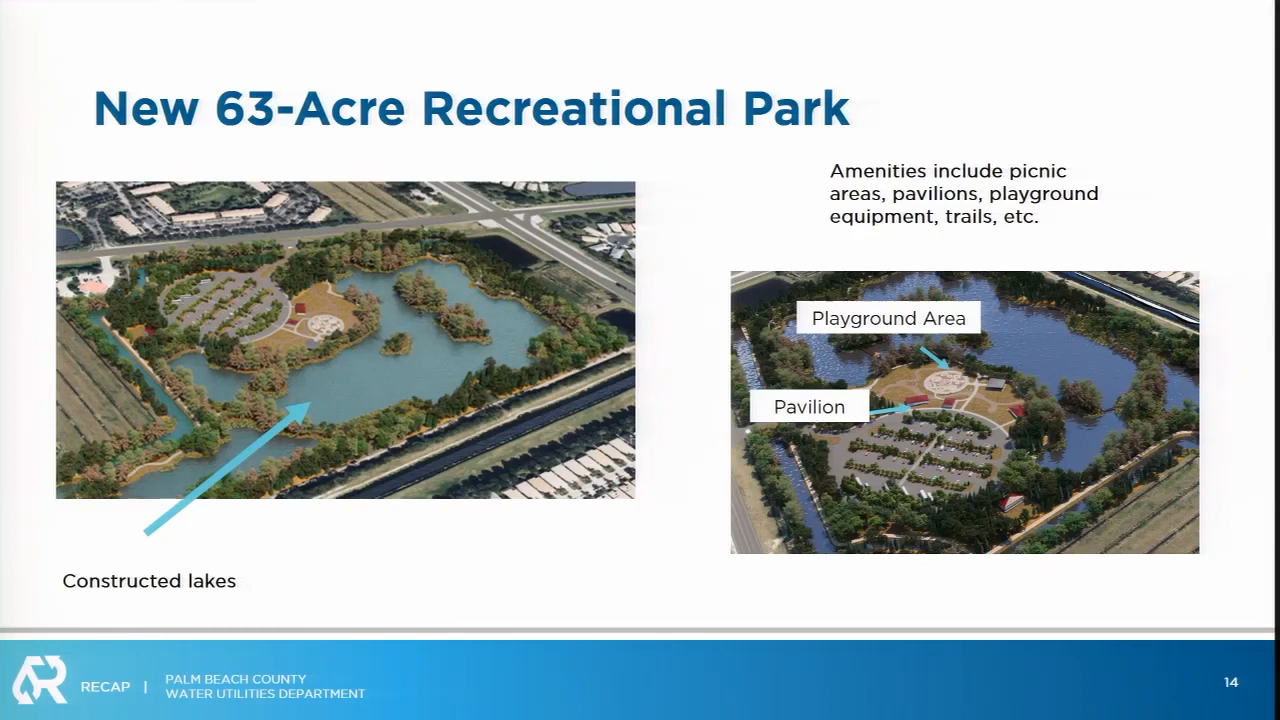 New 63-Acre Recreational Park
Amenities include picnic
areas, pavilions, playground
equipment, trails, etc.
Playground Area
Pavilion
Constructed lakes
RECAP |
PALM BEACH COUNTY
WATER UTILITIES DEPARTMENT
14